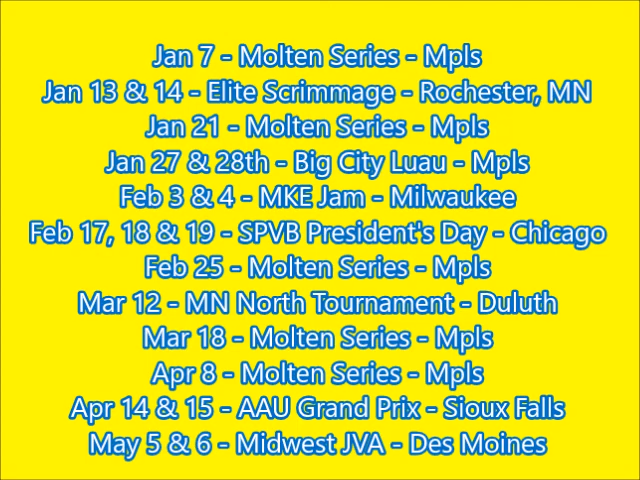 Jan 7 - Molten Series - Mpls
Jan 13 & 14 - Elite Scrimmage - Rochester, MN
Jan 21 - Molten Series - Mpls
Jan 27 & 28th - Big City Luau - Mpls
Feb 3 & 4 - MKE Jam - Milwaukee
Feb 17, 18 & 19 - SPVB President's Day - Chicago
Feb 25 - Molten Series - Mpls
Mar 12 - MN North Tournament - Duluth
Mar 18 - Molten Series - Mpls
Apr 8 - Molten Series - Mpls
Apr 14 & 15 - AAU Grand Prix - Sioux Falls
May 5 & 6 - Midwest JVA - Des Moines